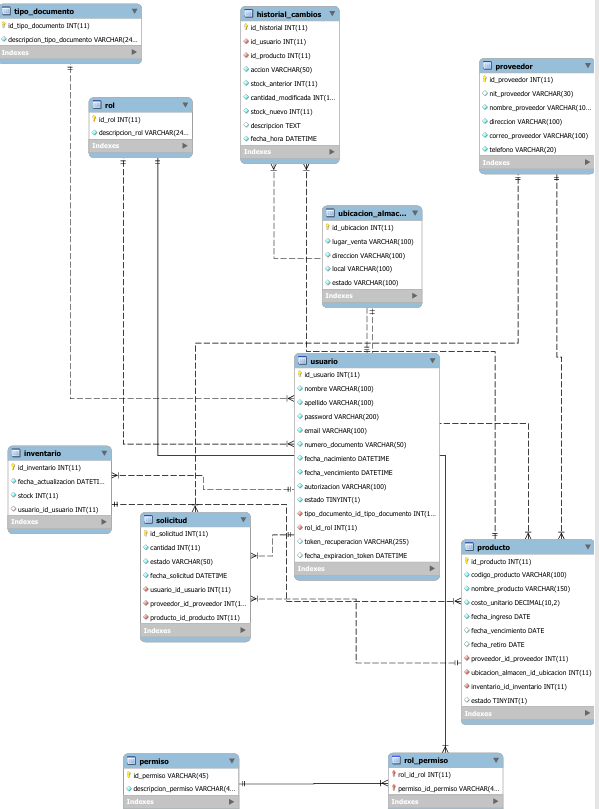 tipo_documento
id_tipo_documento INT(11)
descripcion_tipo_documento VARCHAR(24...
Indexes
rol
id_rol INT(11)
descripcion_rol VARCHAR(24...
Indexes
historial_cambios
id_historial INT(11)
id_usuario INT(11)
id_producto INT(11)
accion VARCHAR(50)
stock_anterior INT(11)
cantidad_modificada INT(1...
stock_nuevo INT(11)
descripcion TEXT
fecha_hora DATETIME
Indexes
proveedor
id_proveedor INT(11)
nit_proveedor VARCHAR(30)
nombre_proveedor VARCHAR(10...
direccion VARCHAR(100)
correo_proveedor VARCHAR(100)
telefono VARCHAR(20)
Indexes
ubicacion_almac...
id_ubicacion INT(11)
lugar_venta VARCHAR(100)
direccion VARCHAR(100)
local VARCHAR(100)
estado VARCHAR(100)
Indexes
usuario
id_usuario INT(11)
nombre VARCHAR(100)
apellido VARCHAR(100)
password VARCHAR(200)
email VARCHAR(100)
numero_documento VARCHAR(50)
fecha_nacimiento DATETIME
fecha_vencimiento DATETIME
autorizacion VARCHAR(100)
estado TINYINT(1)
tipo_documento_id_tipo_documento INT(1...
rol_id_rol INT(11)
token_recuperacion VARCHAR(255)
fecha_expiracion_token DATETIME
Indexes
inventario
id_inventario INT(11)
fecha_actualizacion DATETI...
stock INT(11)
usuario_id_usuario INT(11)
Indexes
solicitud
id_solicitud INT(11)
cantidad INT(11)
estado VARCHAR(50)
fecha_solicitud DATETIME
usuario_id_usuario INT(11)
proveedor_id_proveedor INT(1...
producto_id_producto INT(11)
Indexes
producto
id_producto INT(11)
codigo_producto VARCHAR(100)
nombre_producto VARCHAR(150)
costo_unitario DECIMAL(10,2)
fecha_ingreso DATE
fecha_vencimiento DATE
fecha_retiro DATE
proveedor_id_proveedor INT(11)
ubicacion_almacen_id_ubicacion INT(11)
inventario_id_inventario INT(11)
estado TINYINT(1)
Indexes
permiso
id_permiso VARCHAR(45)
descripcion_permiso VARCHAR(4...
Indexes
rol_permiso
rol_id_rol INT(11)
permiso_id_permiso VARCHAR(4...
Indexes